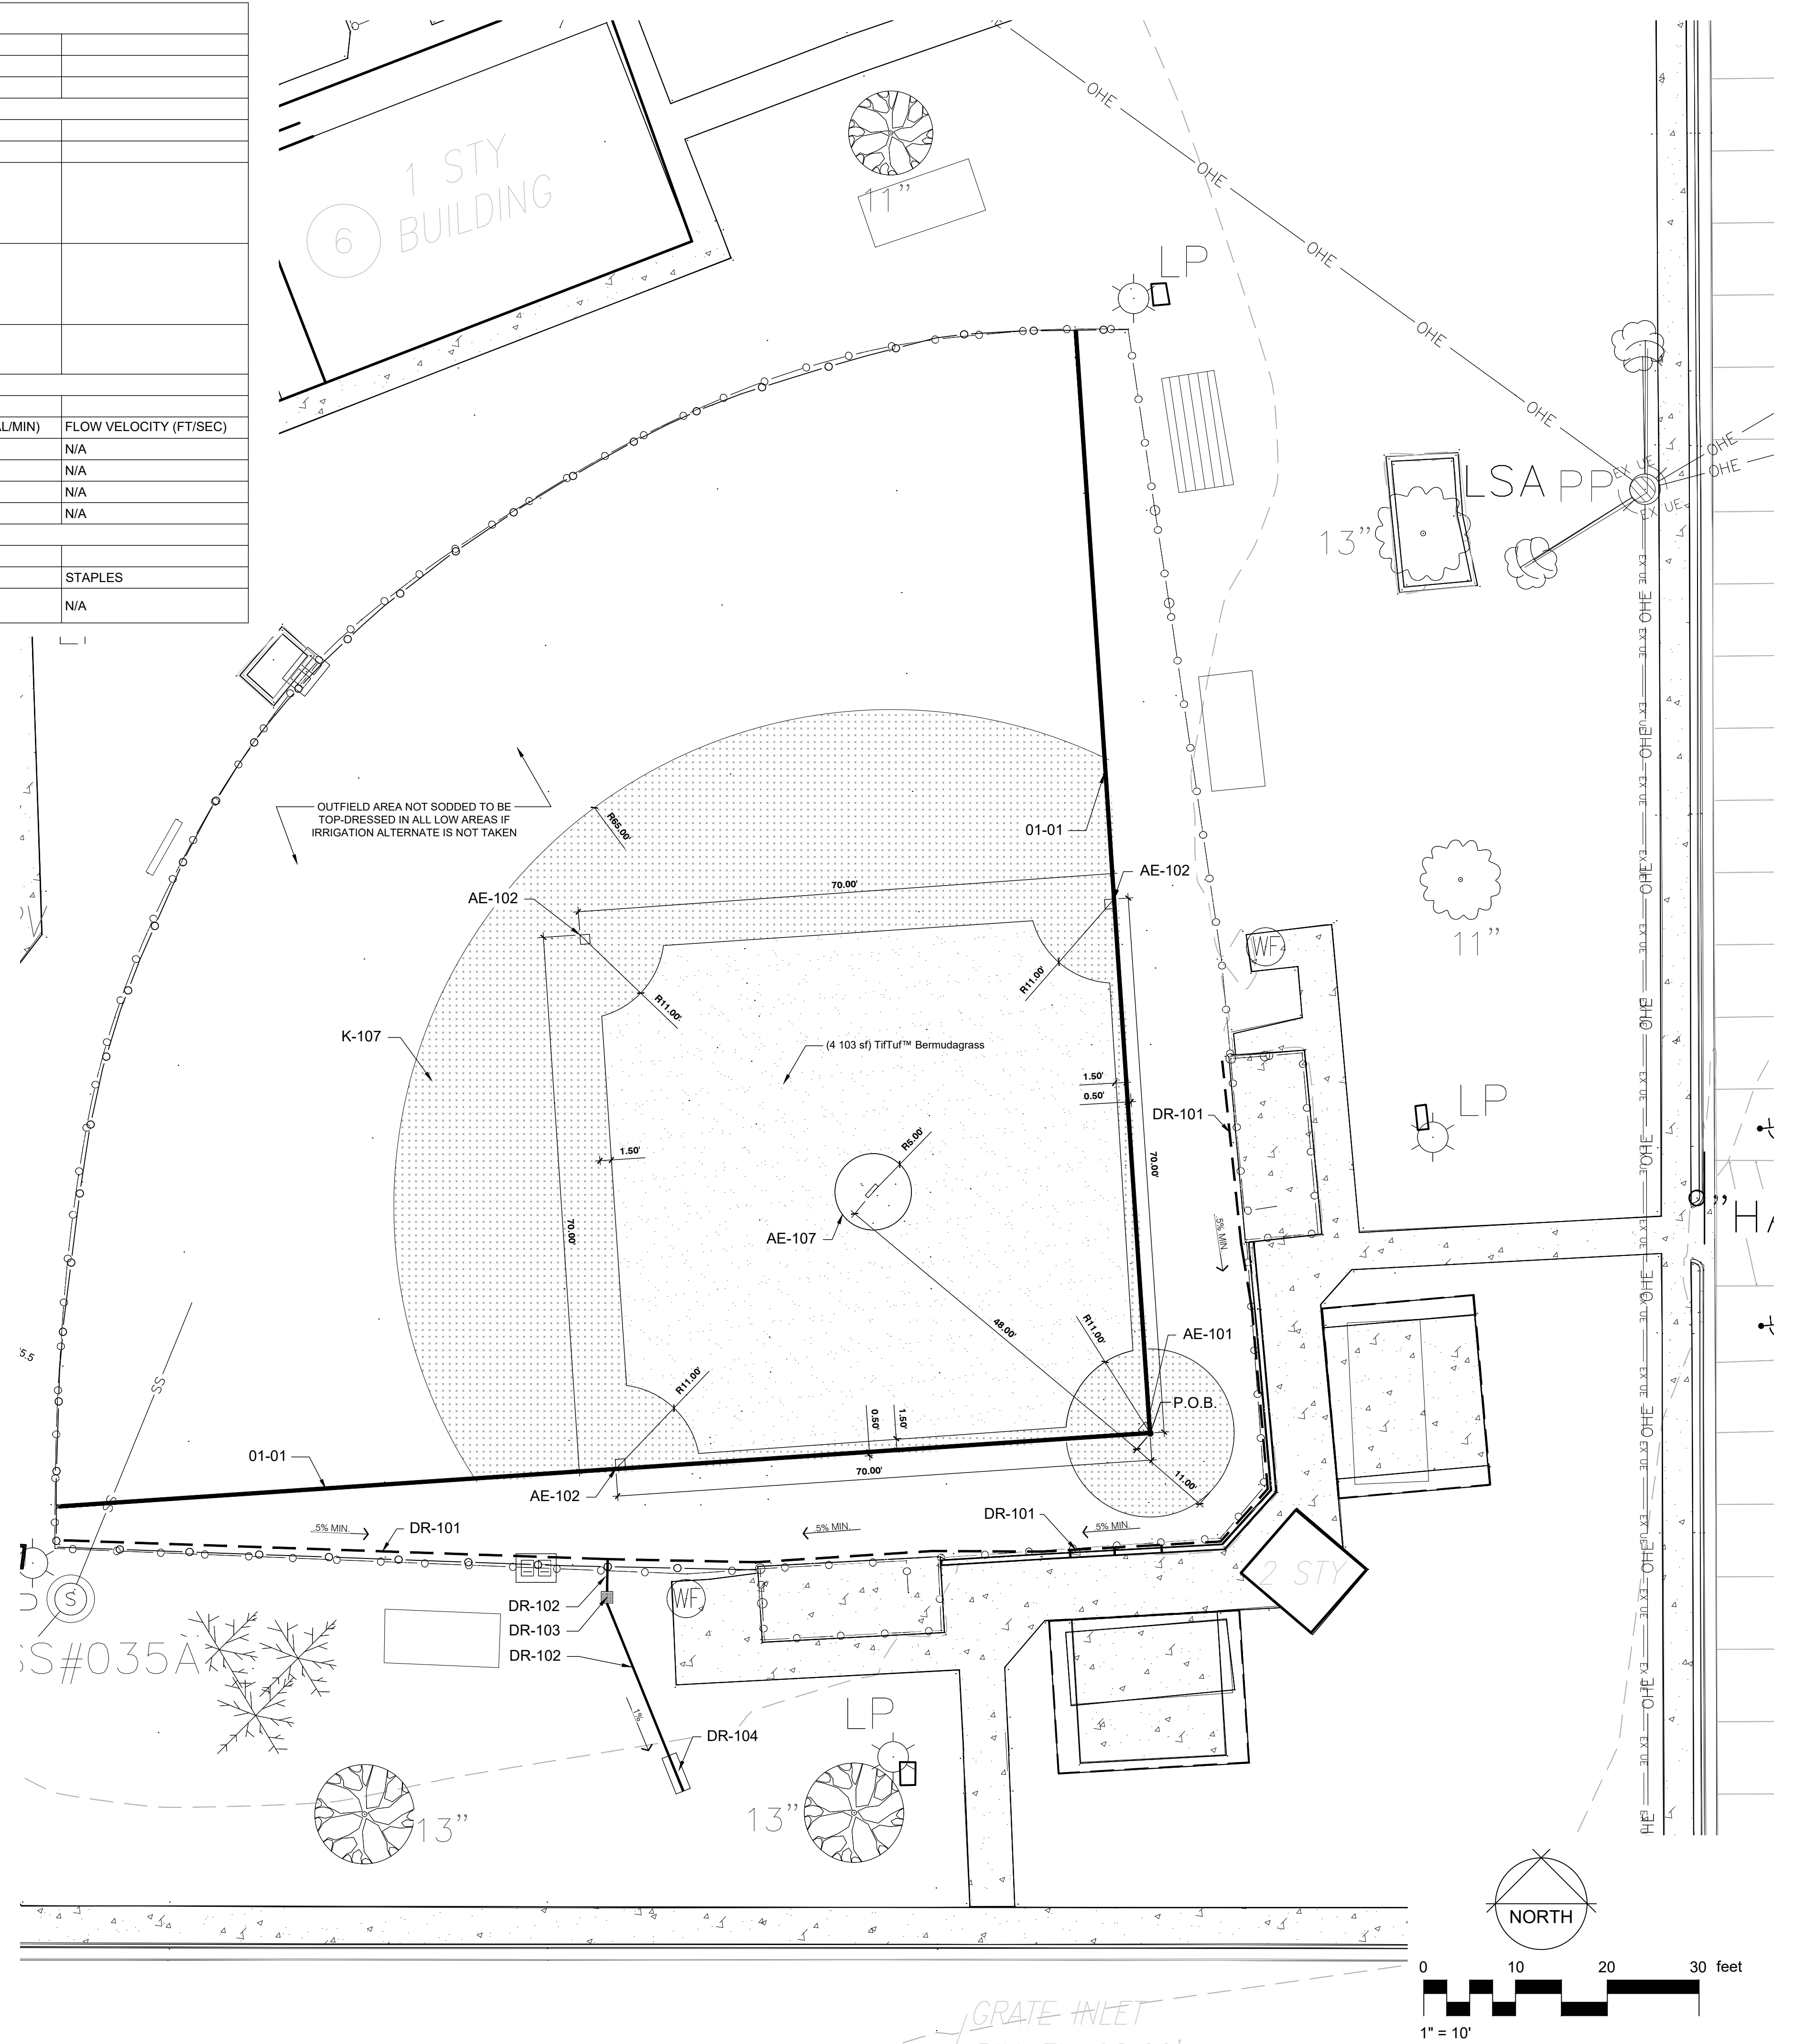 FLOW VELOCITY (FT/SEC)
N/A
N/A
N/A
N/A
STAPLES
N/A
1 STY
BUILDING
6
11”
LP
OHE
OHE
OHE
OHE
OHE
OHE
OHE
LSA
PP
EX UE
EX UE
13”
OUTFIELD AREA NOT SODDED TO BE
TOP-DRESSED IN ALL LOW AREAS IF
IRRIGATION ALTERNATE IS NOT TAKEN
R65.00'
01-01
AE-102
70.00'
AE-102
R11.00'
R11.00'
WF
11”
K-107
(4 103 sf) TifTuf™ Bermudagrass
1.50'
0.50'
DR-101
LP
1.50'
R5.00'
70.00'
70.00'
AE-107
.5% MIN.
48.00'
R11.00'
AE-101
P.O.B.
SS
R11.00'
0.50'
1.50'
01-01
70.00'
AE-102
11.00'
DR-101
.5% MIN.
DR-101
.5% MIN.
.5% MIN.
SS
S
WF
2 STY
DR-102
DR-103
DR-102
SS#035A
1%
LP
DR-104
13”
13”
NORTH
0 10 20 30 feet
1" = 10'
GRATE INLET